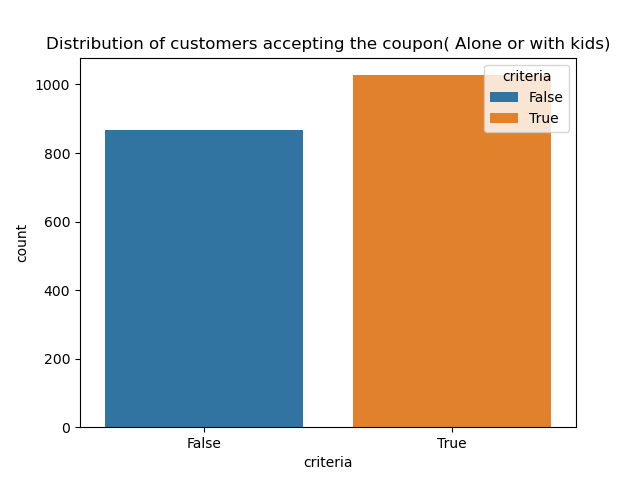 Distribution of customers accepting the coupon( Alone or with kids)
criteria
False
True
1000
800
600
400
200
0
count
False
True
criteria